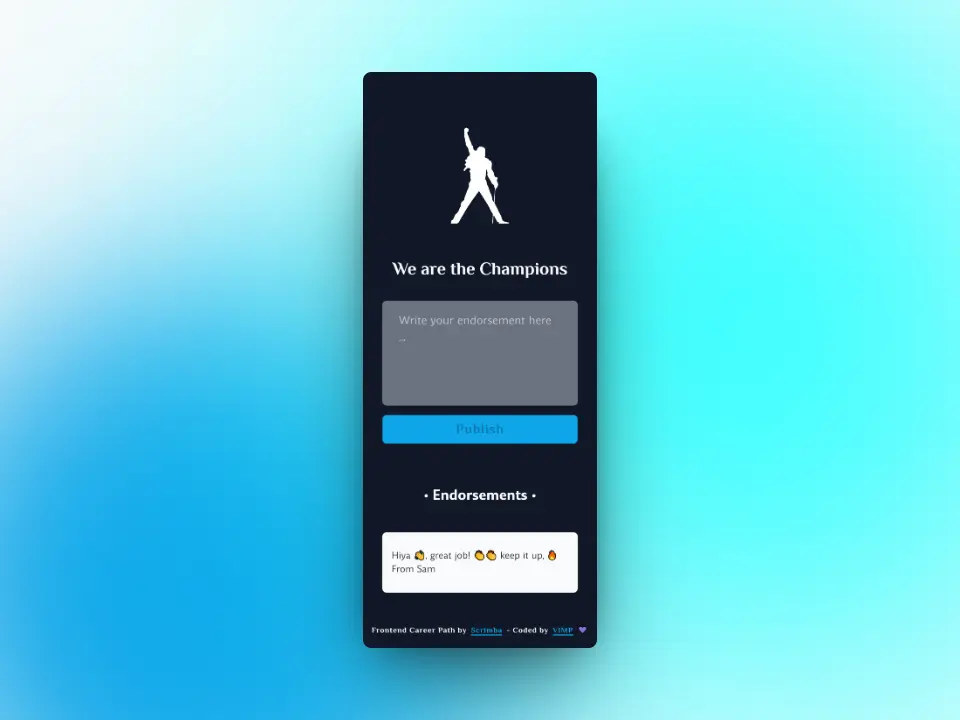 We are the Champions
Write your endorsement here
...
Publish
• Endorsements •
Hiya 👏, great job! 👏👏 keep it up, 🔥
From Sam
Frontend Career Path by Scrimba - Coded by VIMP 💜